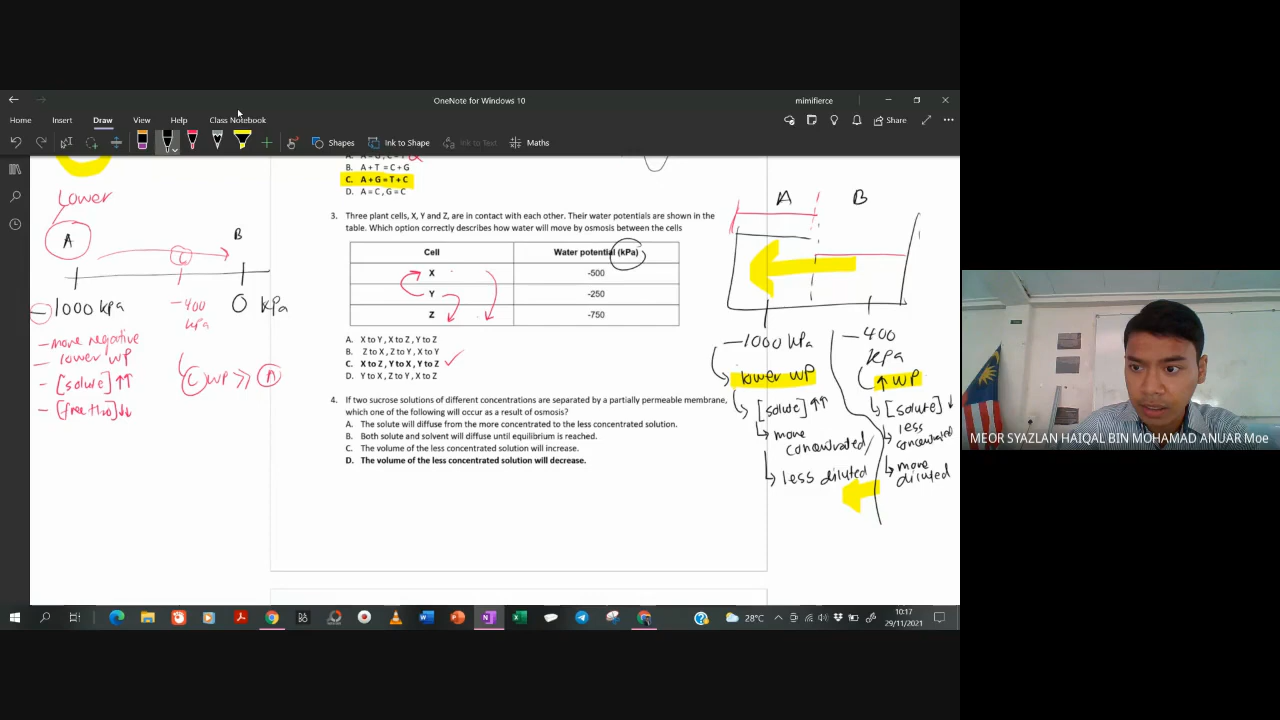 OneNote for Windows 10
mimifierce
Home Insert Draw View Help Class Notebook
Share
Shapes Ink to Shape Ink to Text Maths
B. A + T = C + G
C. A + G = T + C
D. A = C, G = C
3. Three plant cells, X, Y and Z, are in contact with each other. Their water potentials are shown in the
table. Which option correctly describes how water will move by osmosis between the cells
Cell Water potential (kPa)
X -500
Y -250
Z -750
A. X to Y, X to Z, Y to Z
B. Z to X, Z to Y, X to Y
C. X to Z, Y to X, Y to Z
D. Y to X, Z to Y, X to Z
4. If two sucrose solutions of different concentrations are separated by a partially permeable membrane,
which one of the following will occur as a result of osmosis?
A. The solute will diffuse from the more concentrated to the less concentrated solution.
B. Both solute and solvent will diffuse until equilibrium is reached.
C. The volume of the less concentrated solution will increase.
D. The volume of the less concentrated solution will decrease.
Lower
A
C
B
-1000 kpa
-400
kpa
0 kpa
- more negative
- lower wp
- [solute] ↑↑
- [free H2O] ↓↓
C WP >> A
A B
-1000 kPa
lower WP
[solute] ↑↑
more
concentrated/
less diluted
-400
kpa
↑ WP
[solute] ↓
less
concentrated
more
diluted
MEOR SYAZLAN HAIQAL BIN MOHAMAD ANUAR Moe
28°C
10:17
29/11/2021